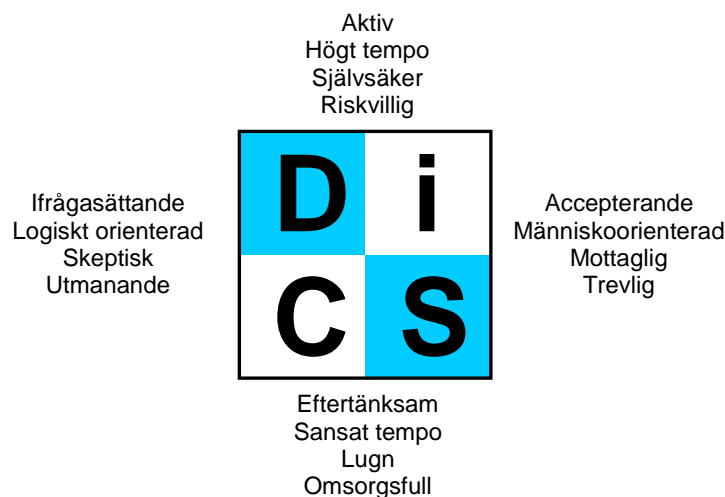 Aktiv
Högt tempo
Självsäker
Riskvillig
D i
Ifrågasättande
Logiskt orienterad
Skeptisk
Utmanande
Accepterande
Människoorienterad
Mottaglig
Trevlig
C S
Eftertänksam
Sansat tempo
Lugn
Omsorgsfull